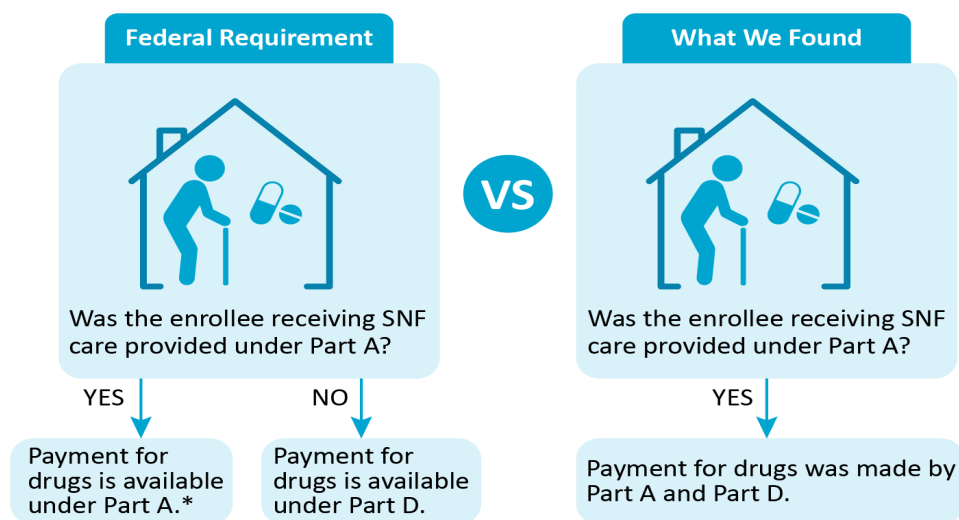 Federal Requirement
Was the enrollee receiving SNF
care provided under Part A?
YES
NO
Payment for
drugs is available
under Part A.*
Payment for
drugs is available
under Part D.
VS
What We Found
Was the enrollee receiving SNF
care provided under Part A?
YES
Payment for drugs was made by
Part A and Part D.